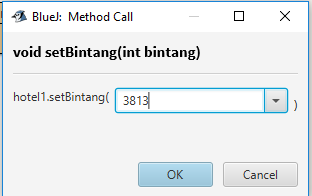 BlueJ: Method Call
void setBintang(int bintang)
hotel1.setBintang( 3813 )
OK Cancel